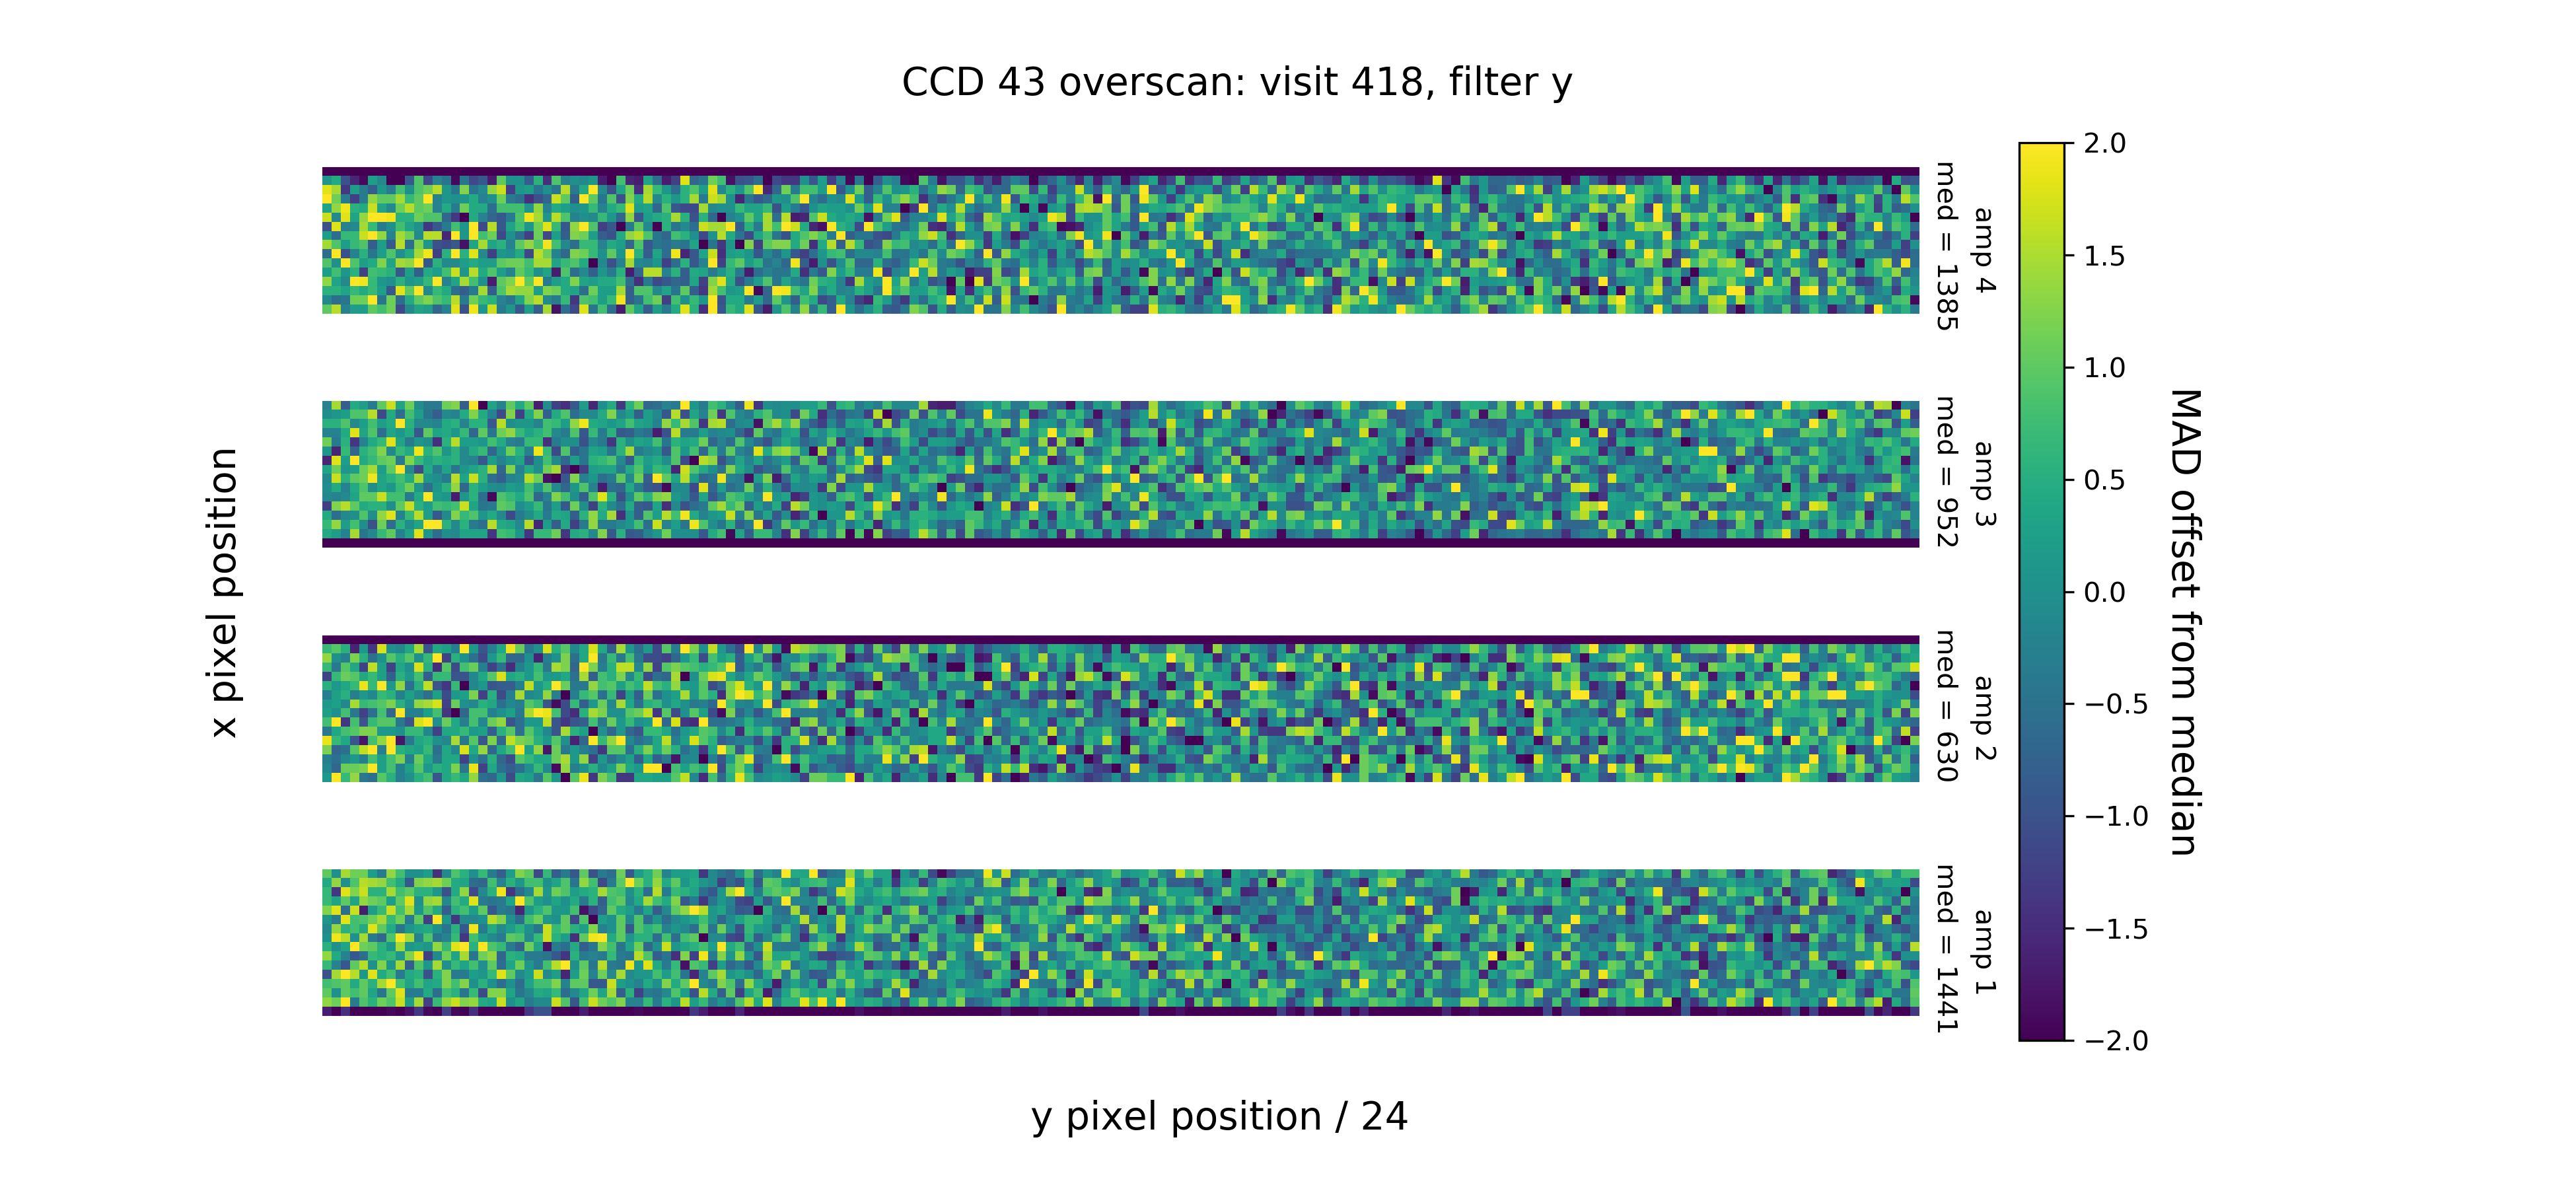 CCD 43 overscan: visit 418, filter y
x pixel position
amp 4
med = 1385
amp 3
med = 952
amp 2
med = 630
amp 1
med = 1441
y pixel position / 24
2.0
1.5
1.0
0.5
0.0
−0.5
−1.0
−1.5
−2.0
MAD offset from median